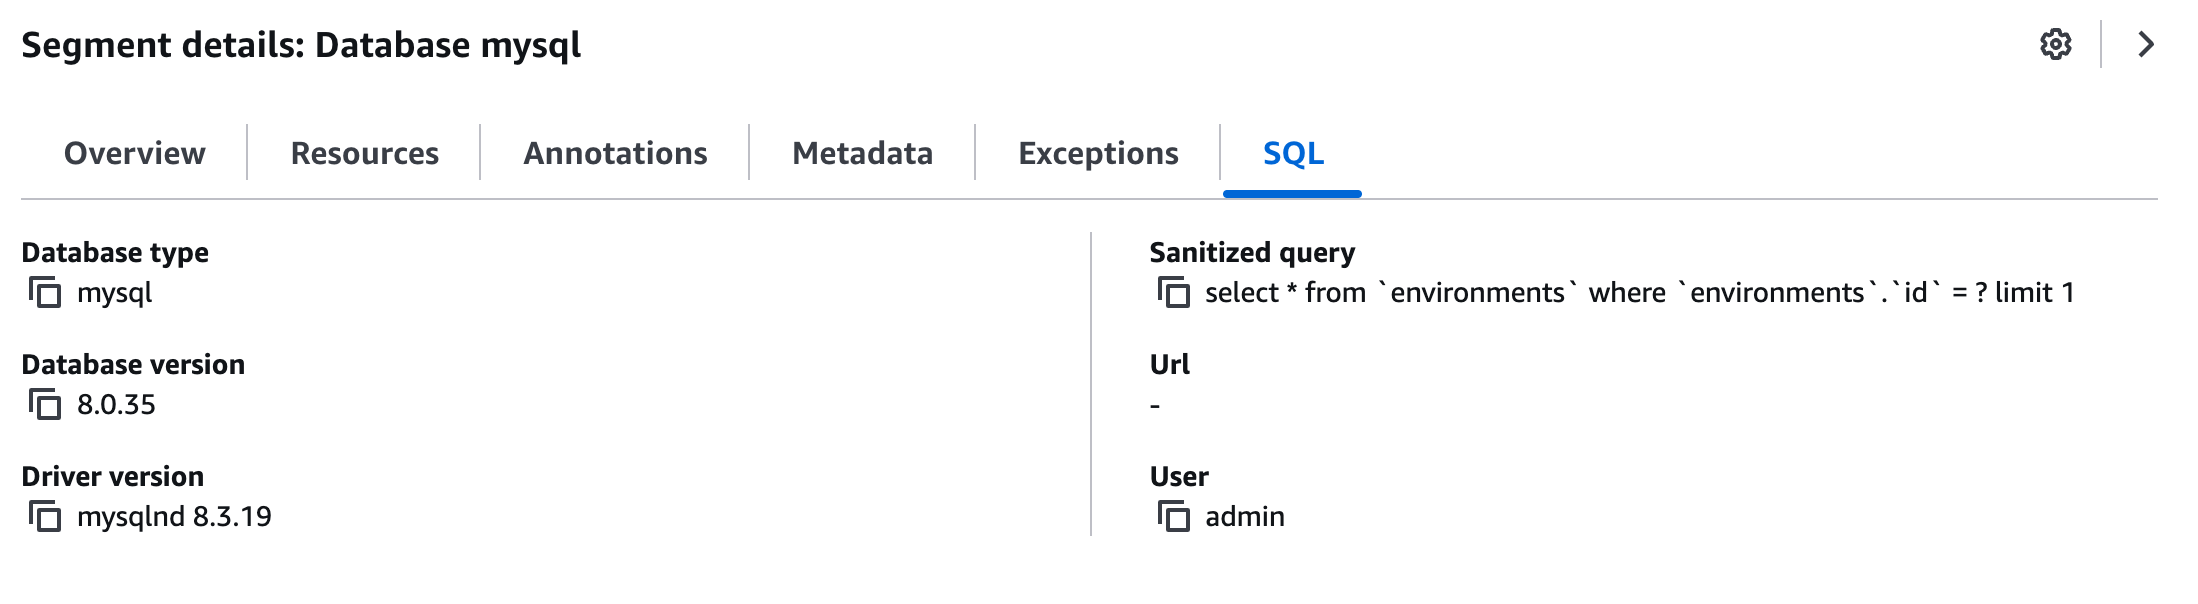 Segment details: Database mysql
Overview
Resources
Annotations
Metadata
Exceptions
SQL
Database type
mysql
Database version
8.0.35
Driver version
mysqlnd 8.3.19
Sanitized query
select * from `environments` where `environments`.`id` = ? limit 1
Url
-
User
admin